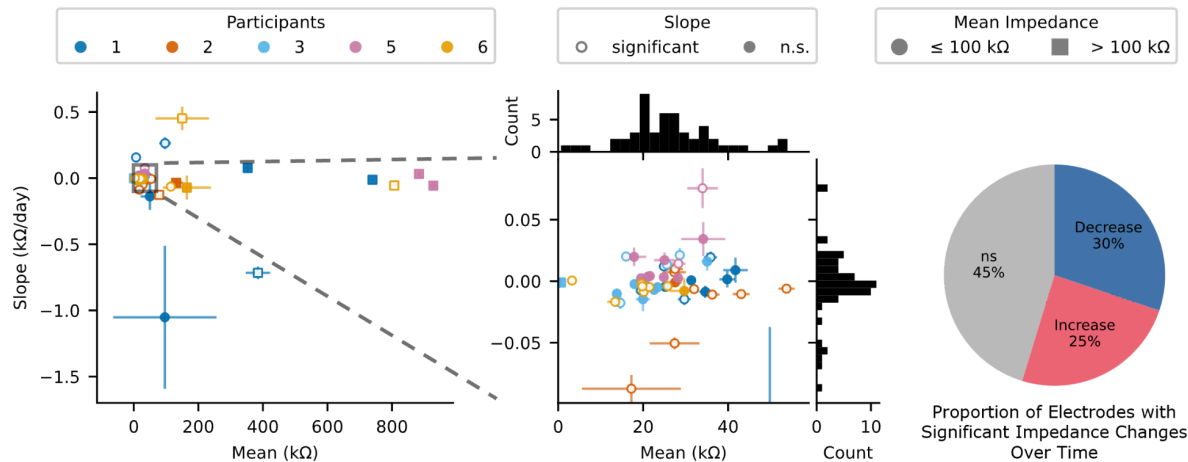 Participants
1 2 3 5 6
Slope
significant n.s.
Mean Impedance
≤ 100 kΩ > 100 kΩ
Slope (kΩ/day)
0.5
0.0
−0.5
−1.0
−1.5
0 200 400 600 800
Mean (kΩ)
Count
5
0
0.05
0.00
−0.05
0 20 40
Mean (kΩ)
0 10
Count
Decrease
30%
ns
45%
Increase
25%
Proportion of Electrodes with
Significant Impedance Changes
Over Time